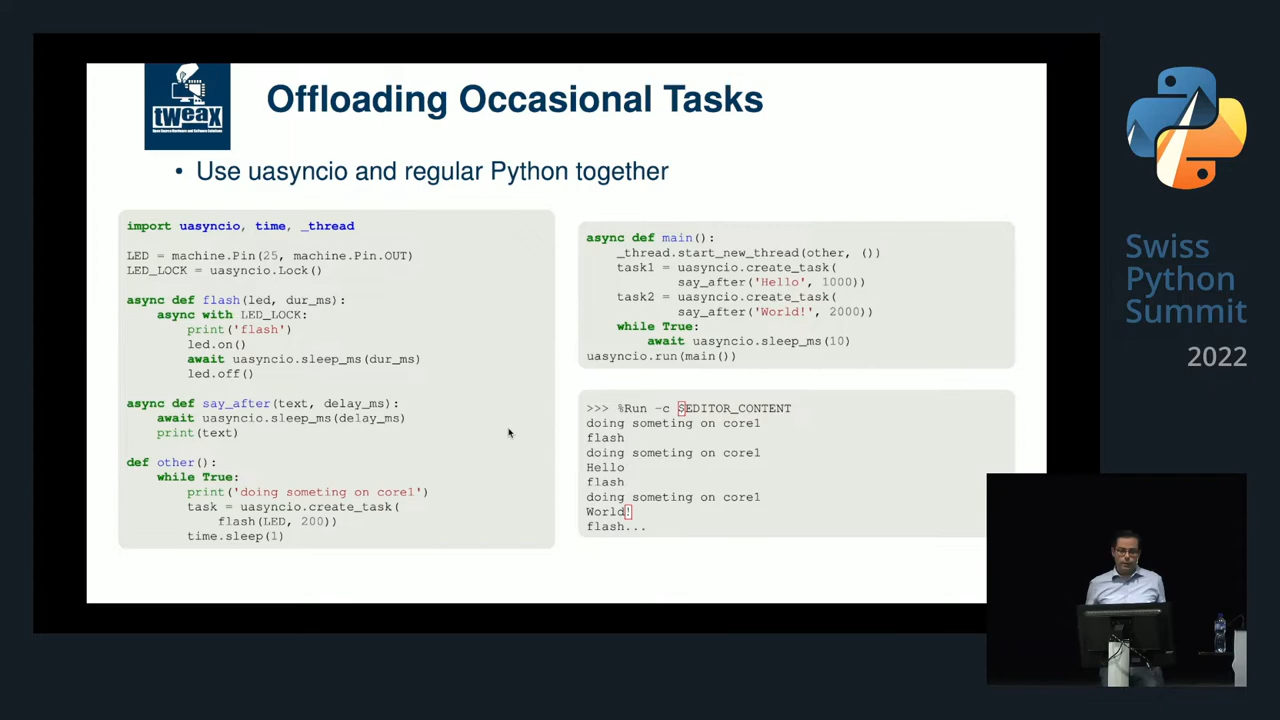 tweax
Open Source Hardware and Software Solutions
Offloading Occasional Tasks
• Use uasyncio and regular Python together
import uasyncio, time, _thread
LED = machine.Pin(25, machine.Pin.OUT)
LED_LOCK = uasyncio.Lock()
async def flash(led, dur_ms):
    async with LED_LOCK:
        print('flash')
        led.on()
        await uasyncio.sleep_ms(dur_ms)
        led.off()
async def say_after(text, delay_ms):
    await uasyncio.sleep_ms(delay_ms)
    print(text)
def other():
    while True:
        print('doing someting on core1')
        task = uasyncio.create_task(
            flash(LED, 200))
        time.sleep(1)
async def main():
    _thread.start_new_thread(other, ())
    task1 = uasyncio.create_task(
            say_after('Hello', 1000))
    task2 = uasyncio.create_task(
            say_after('World!', 2000))
    while True:
        await uasyncio.sleep_ms(10)
uasyncio.run(main())
>>> %Run -c $EDITOR_CONTENT
doing someting on core1
flash
doing someting on core1
Hello
flash
doing someting on core1
World!
flash...
Swiss
Python
Summit
2022